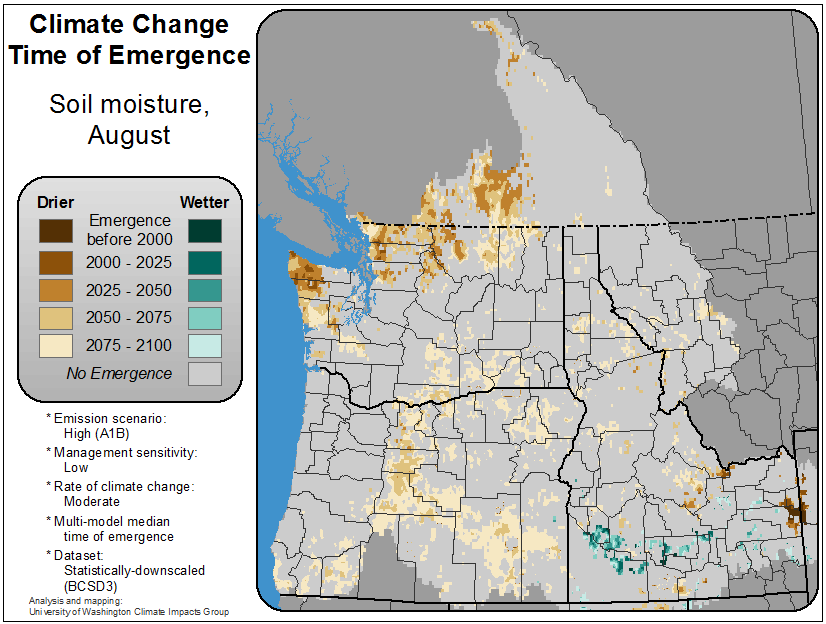 Climate Change
Time of Emergence
Soil moisture,
August
Drier
Wetter
Emergence
before 2000
2000 - 2025
2025 - 2050
2050 - 2075
2075 - 2100
No Emergence
* Emission scenario:
High (A1B)
* Management sensitivity:
Low
* Rate of climate change:
Moderate
* Multi-model median
time of emergence
* Dataset:
Statistically-downscaled
(BCSD3)
Analysis and mapping:
University of Washington Climate Impacts Group